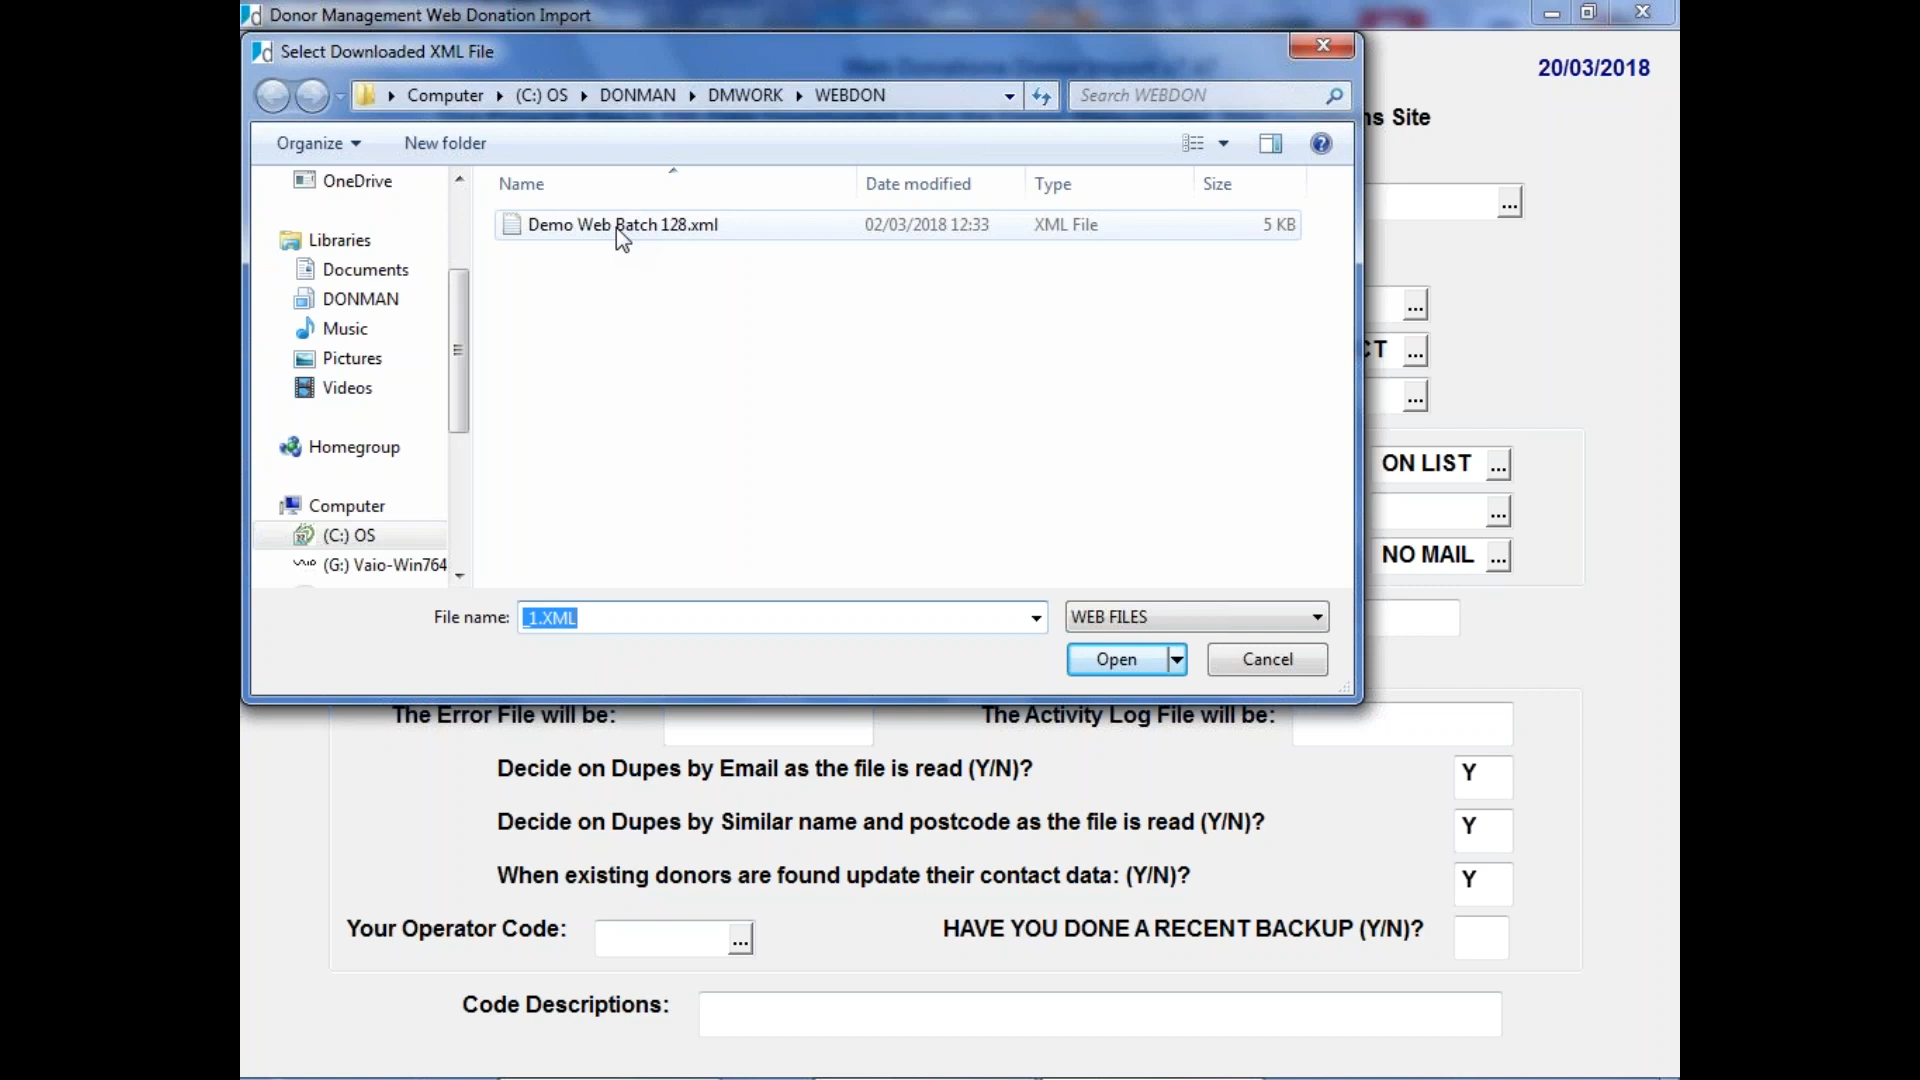 Donor Management Web Donation Import
Select Downloaded XML File
20/03/2018
Computer (C:) OS DONMAN DMWORK WEBDON
Search WEBDON
ns Site
Organize New folder
OneDrive
Name Date modified Type Size
Demo Web Batch 128.xml 02/03/2018 12:33 XML File 5 KB
...
Libraries
Documents
DONMAN
Music
Pictures
Videos
...
CT ...
...
Homegroup
ON LIST ...
Computer
...
(C:) OS
NO MAIL ...
(G:) Vaio-Win764
File name: _1.XML WEB FILES
Open Cancel
The Error File will be: The Activity Log File will be:
Decide on Dupes by Email as the file is read (Y/N)? Y
Decide on Dupes by Similar name and postcode as the file is read (Y/N)? Y
When existing donors are found update their contact data: (Y/N)? Y
Your Operator Code: ... HAVE YOU DONE A RECENT BACKUP (Y/N)?
Code Descriptions: